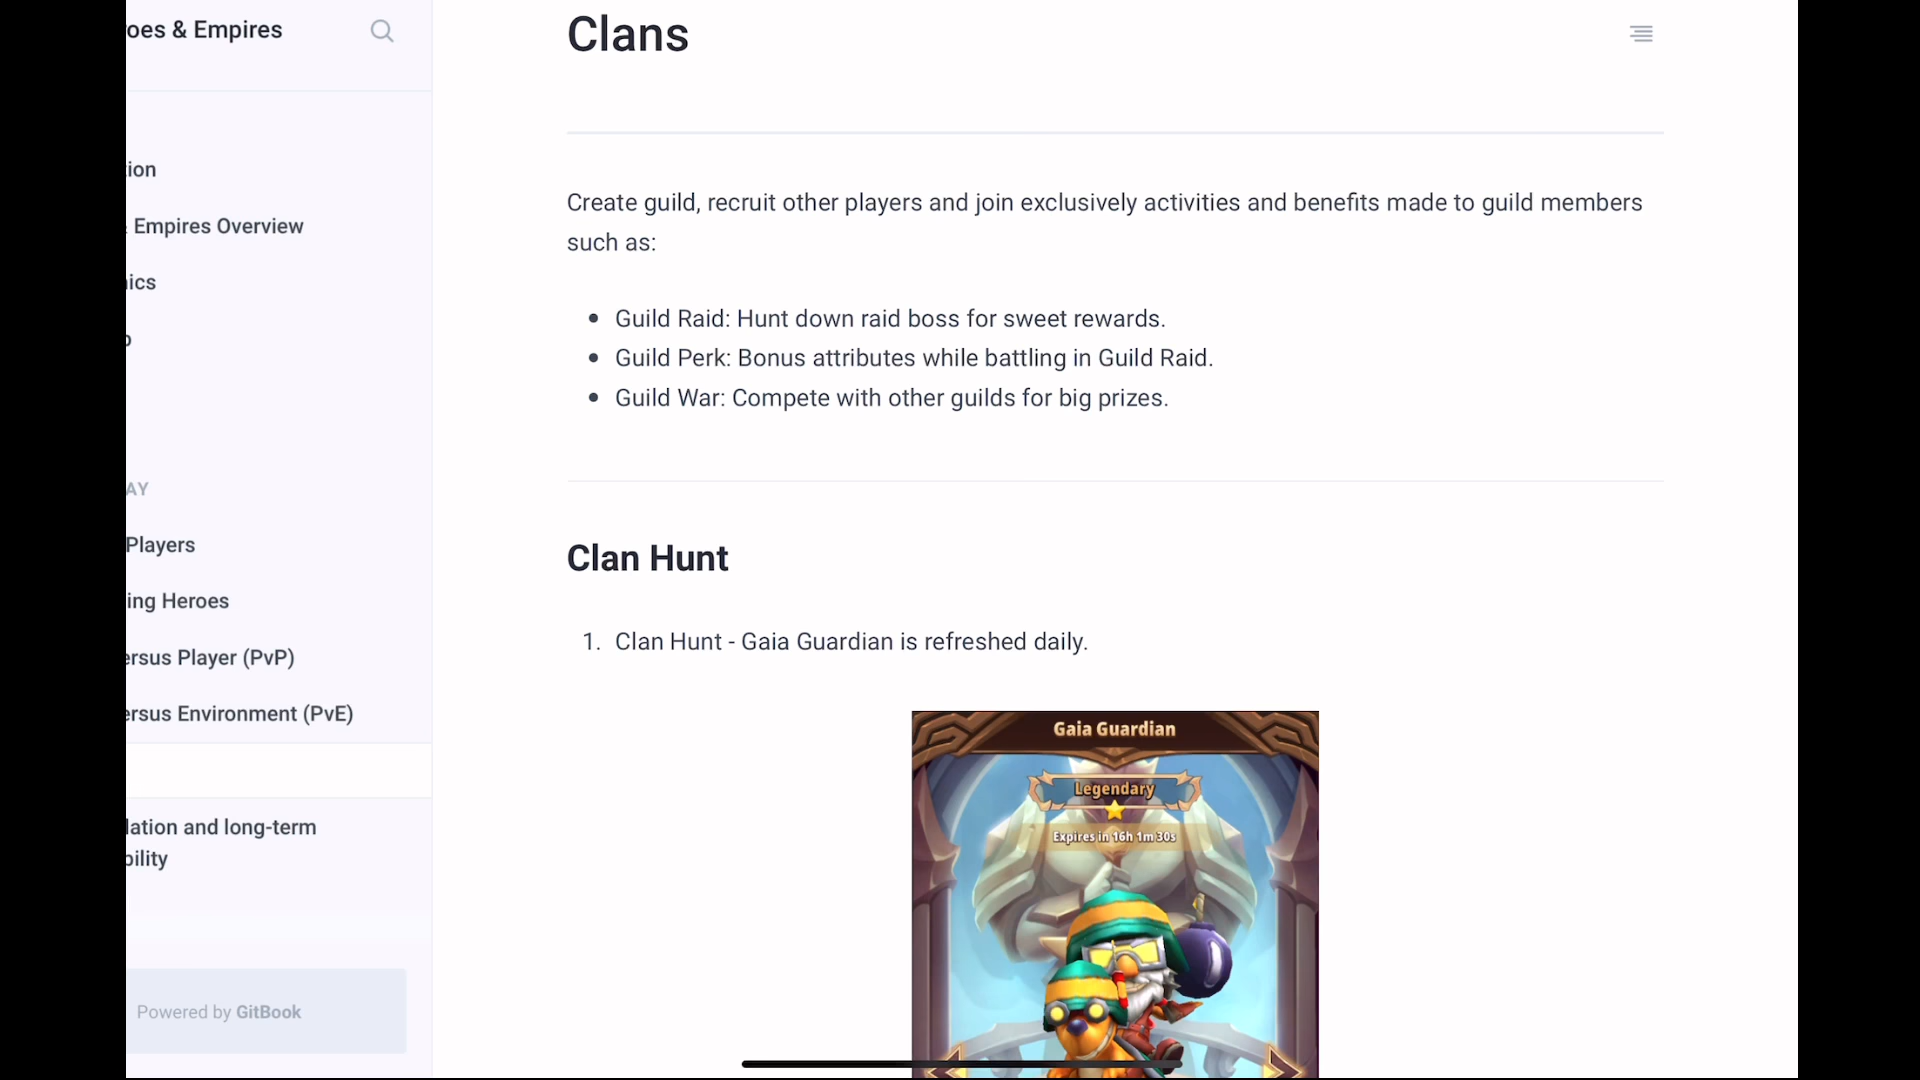 oes & Empires
Clans
tion
Empires Overview
ics
AY
Players
ing Heroes
ersus Player (PvP)
ersus Environment (PvE)
lation and long-term
bility
Powered by GitBook
Create guild, recruit other players and join exclusively activities and benefits made to guild members
such as:
Guild Raid: Hunt down raid boss for sweet rewards.
Guild Perk: Bonus attributes while battling in Guild Raid.
Guild War: Compete with other guilds for big prizes.
Clan Hunt
1. Clan Hunt - Gaia Guardian is refreshed daily.
Gaia Guardian
Legendary
Expires in 16h 1m 30s